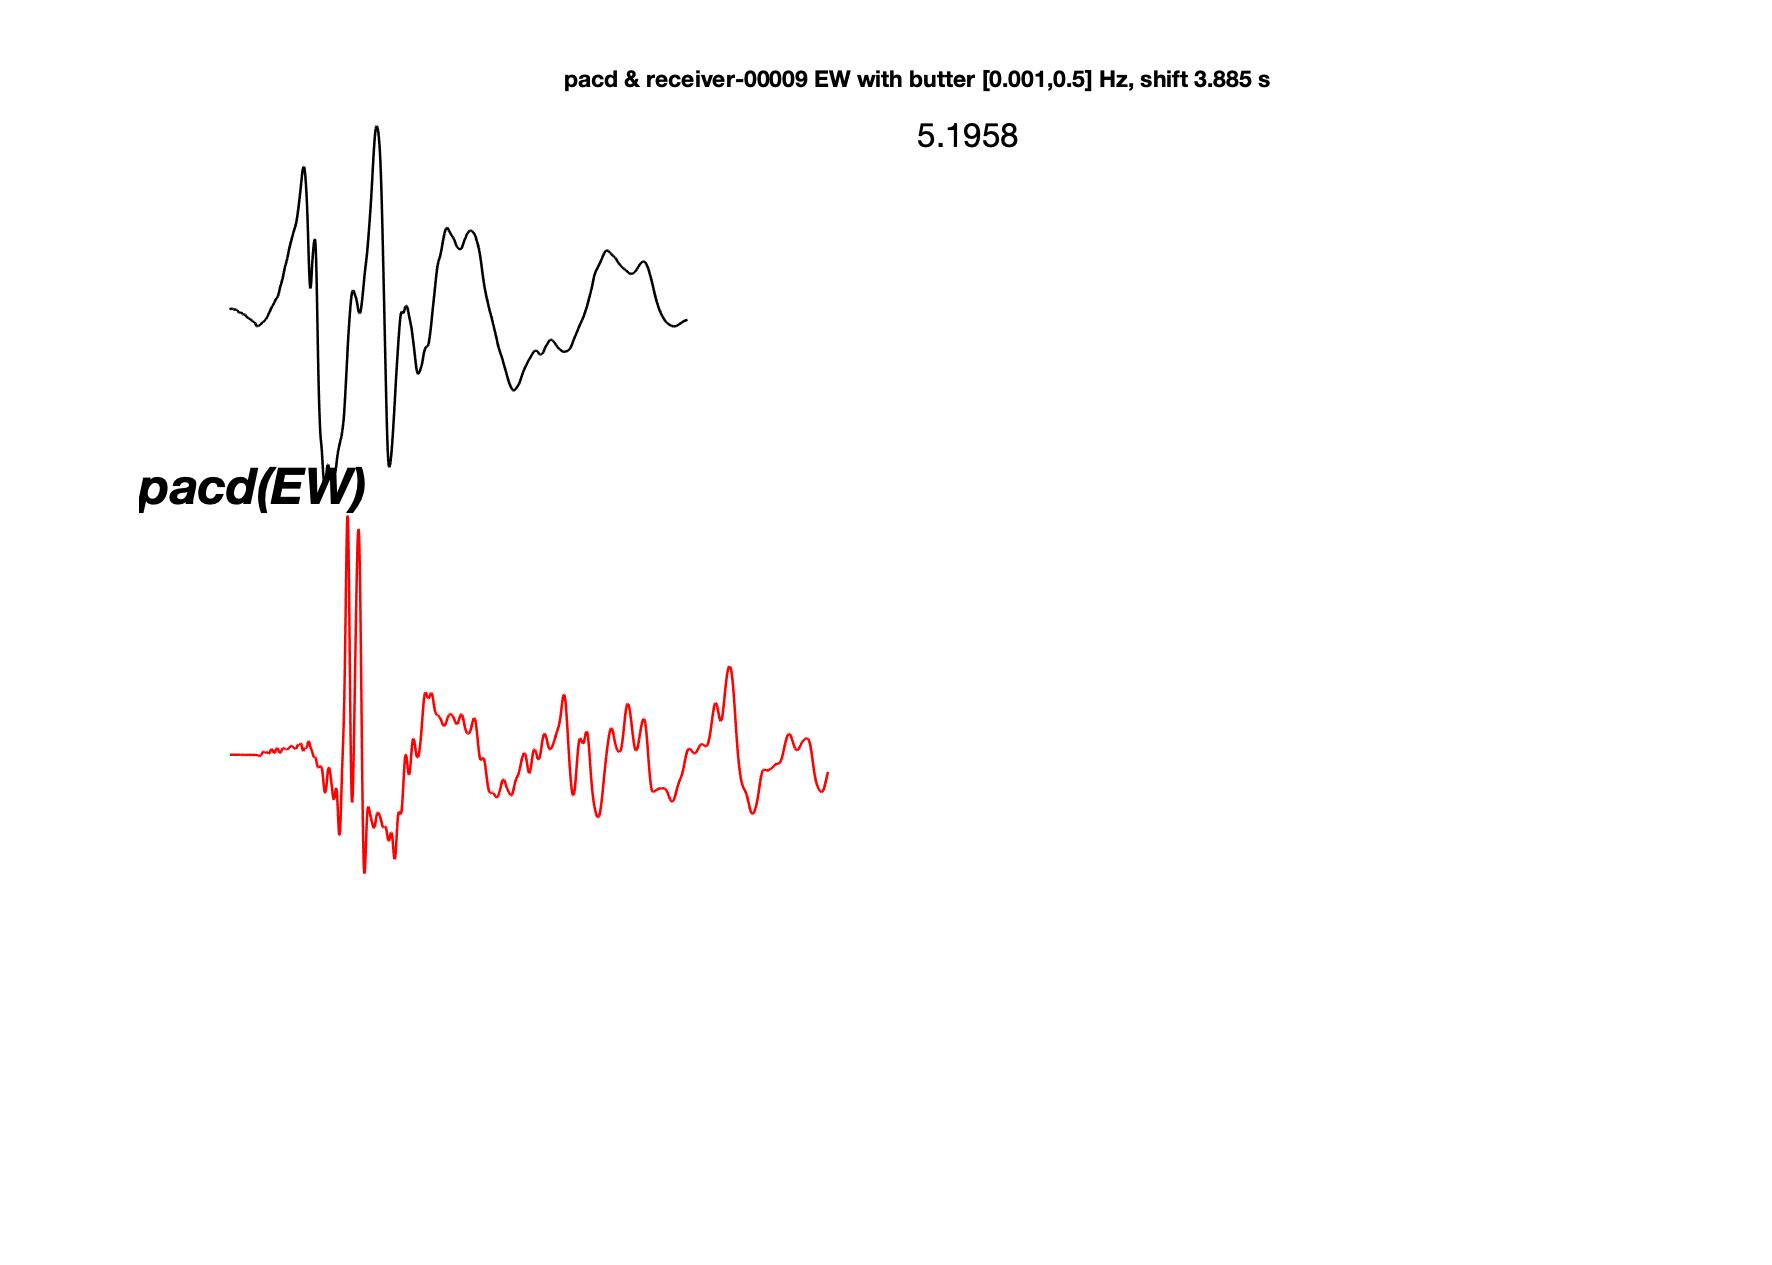 pacd & receiver-00009 EW with butter [0.001,0.5] Hz, shift 3.885 s
5.1958
pacd(EW)